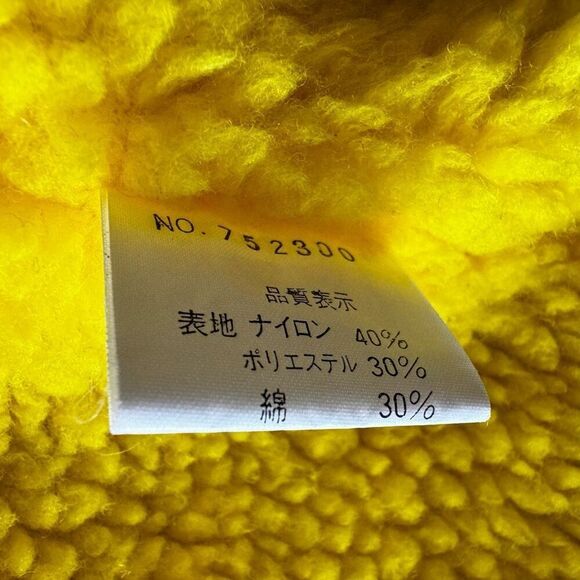 NO. 752300
品質表示
表地 ナイロン 40%
ポリエステル 30%
綿 30%